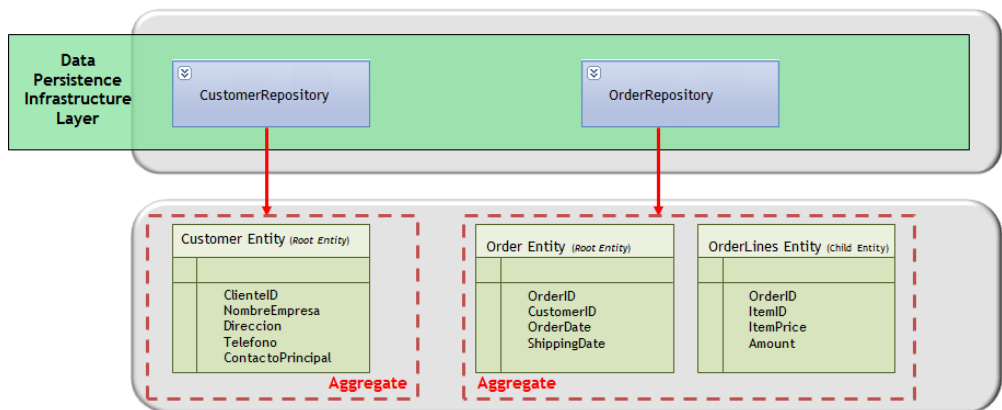 Data
Persistence
Infrastructure
Layer
CustomerRepository
OrderRepository
Customer Entity (Root Entity)
ClienteID
NombreEmpresa
Direccion
Telefono
ContactoPrincipal
Aggregate
Order Entity (Root Entity)
OrderID
CustomerID
OrderDate
ShippingDate
OrderLines Entity (Child Entity)
OrderID
ItemID
ItemPrice
Amount
Aggregate